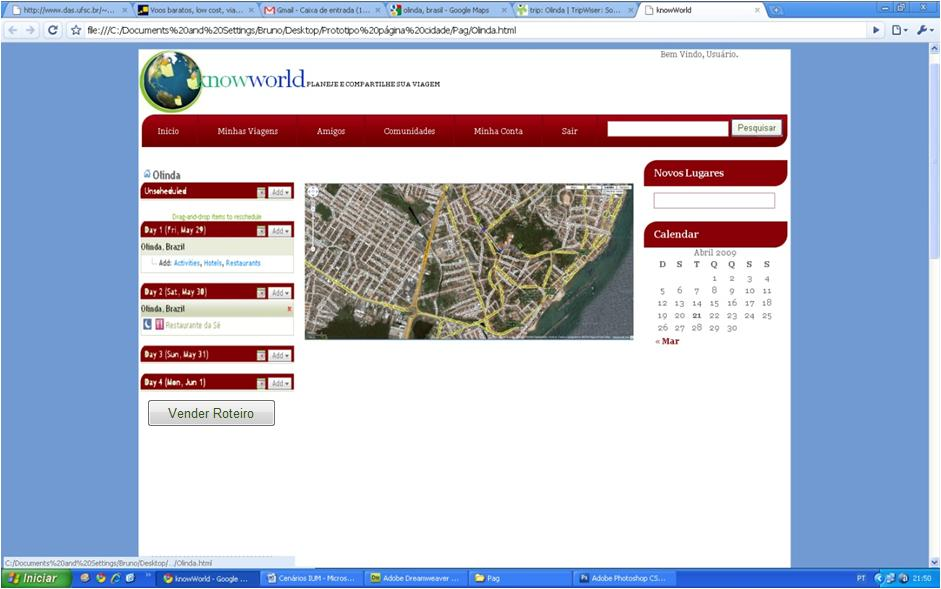 http://www.das.ufsc.br/~... Voos baratos, low cost, via... Gmail - Caixa de entrada (1... olinda, brasil - Google Maps trip: Olinda | TripWiser: So... knowWorld
file:///C:/Documents%20and%20Settings/Bruno/Desktop/Prototipo%20página%20cidade/Pag/Olinda.html
Bem Vindo, Usuário.
knowworld PLANEJE E COMPARTILHE SUA VIAGEM
Inicio Minhas Viagens Amigos Comunidades Minha Conta Sair Pesquisar
Olinda
Unscheduled Add
Drag-and-drop items to reschedule
Day 1 (Fri, May 29) Add
Olinda, Brazil
Add: Activities, Hotels, Restaurants
Day 2 (Sat, May 30) Add
Olinda, Brazil x
Restaurante da Sé
Day 3 (Sun, May 31) Add
Day 4 (Mon, Jun 1) Add
Vender Roteiro
Novos Lugares
Calendar
Abril 2009
D S T Q Q S S
1 2 3 4
5 6 7 8 9 10 11
12 13 14 15 16 17 18
19 20 21 22 23 24 25
26 27 28 29 30
« Mar
C:/Documents%20and%20Settings/Bruno/Desktop/.../Olinda.html
Iniciar knowWorld - Google ... Cenários IUM - Micros... Adobe Dreamweaver ... Pag Adobe Photoshop CS... PT 21:50